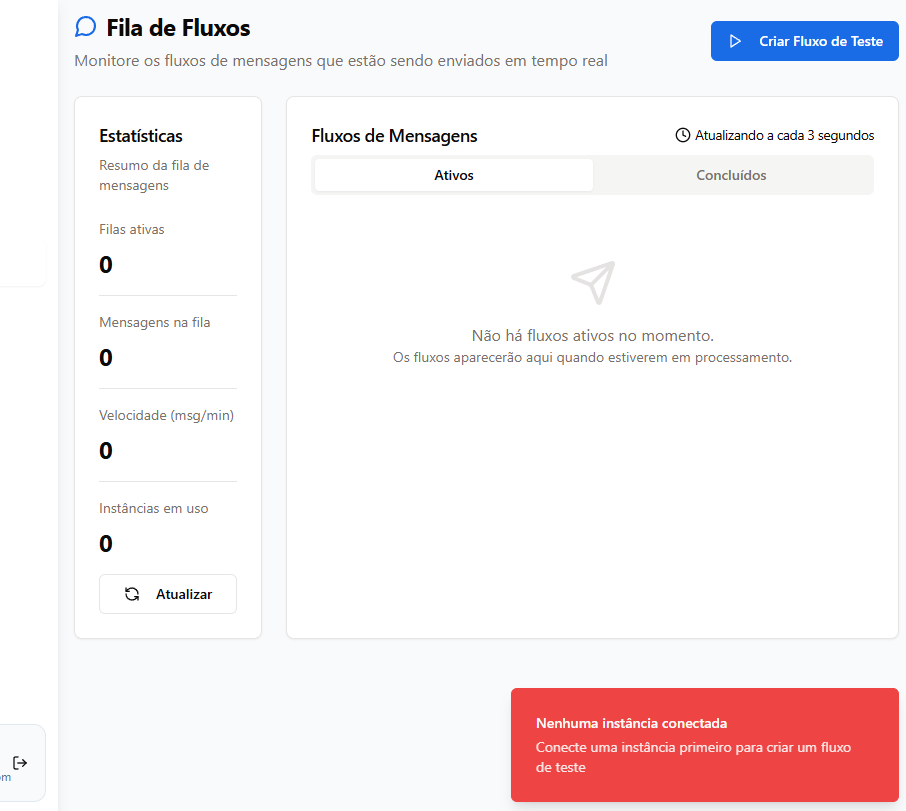 Fila de Fluxos
Monitore os fluxos de mensagens que estão sendo enviados em tempo real
Criar Fluxo de Teste
Estatísticas
Resumo da fila de
mensagens
Filas ativas
0
Mensagens na fila
0
Velocidade (msg/min)
0
Instâncias em uso
0
Atualizar
Fluxos de Mensagens
Atualizando a cada 3 segundos
Ativos
Concluídos
Não há fluxos ativos no momento.
Os fluxos aparecerão aqui quando estiverem em processamento.
om
Nenhuma instância conectada
Conecte uma instância primeiro para criar um fluxo
de teste